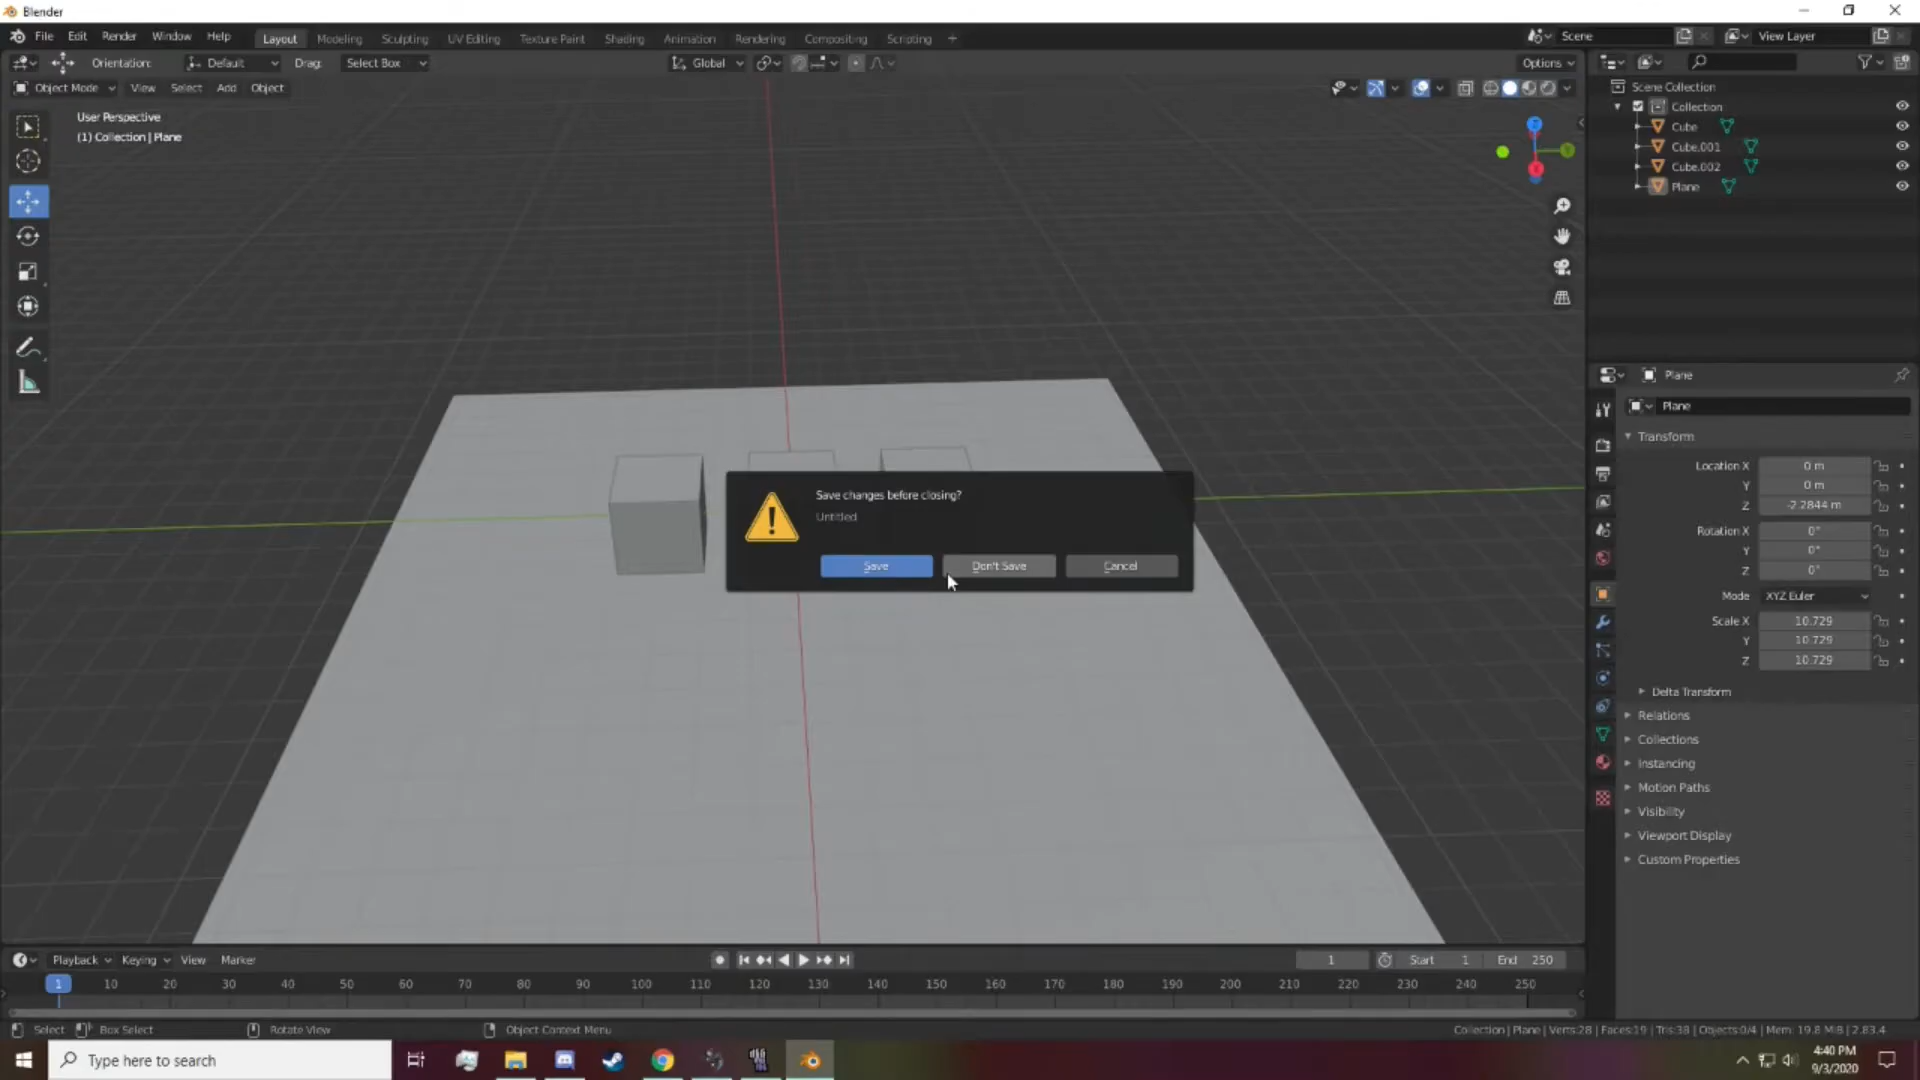 Blender
File Edit Render Window Help Layout Modeling Sculpting UV Editing Texture Paint Shading Animation Rendering Compositing Scripting + Scene View Layer
Orientation: Default Drag: Select Box Global Options
Object Mode View Select Add Object
User Perspective
(1) Collection | Plane
Scene Collection
Collection
Cube
Cube.001
Cube.002
Plane
Save changes before closing?
Untitled
Save Don't Save Cancel
Plane
Plane
Transform
Location X 0 m
Y 0 m
Z -2.2844 m
Rotation X 0°
Y 0°
Z 0°
Mode XYZ Euler
Scale X 10.729
Y 10.729
Z 10.729
Delta Transform
Relations
Collections
Instancing
Motion Paths
Visibility
Viewport Display
Custom Properties
Playback Keying View Marker 1 Start 1 End 250
1 10 20 30 40 50 60 70 80 90 100 110 120 130 140 150 160 170 180 190 200 210 220 230 240 250
Select Box Select Rotate View Object Context Menu Collection | Plane | Verts:28 | Faces:19 | Tris:38 | Objects:0/4 | Mem: 19.8 MiB | 2.83.4
Type here to search
4:40 PM
9/3/2020